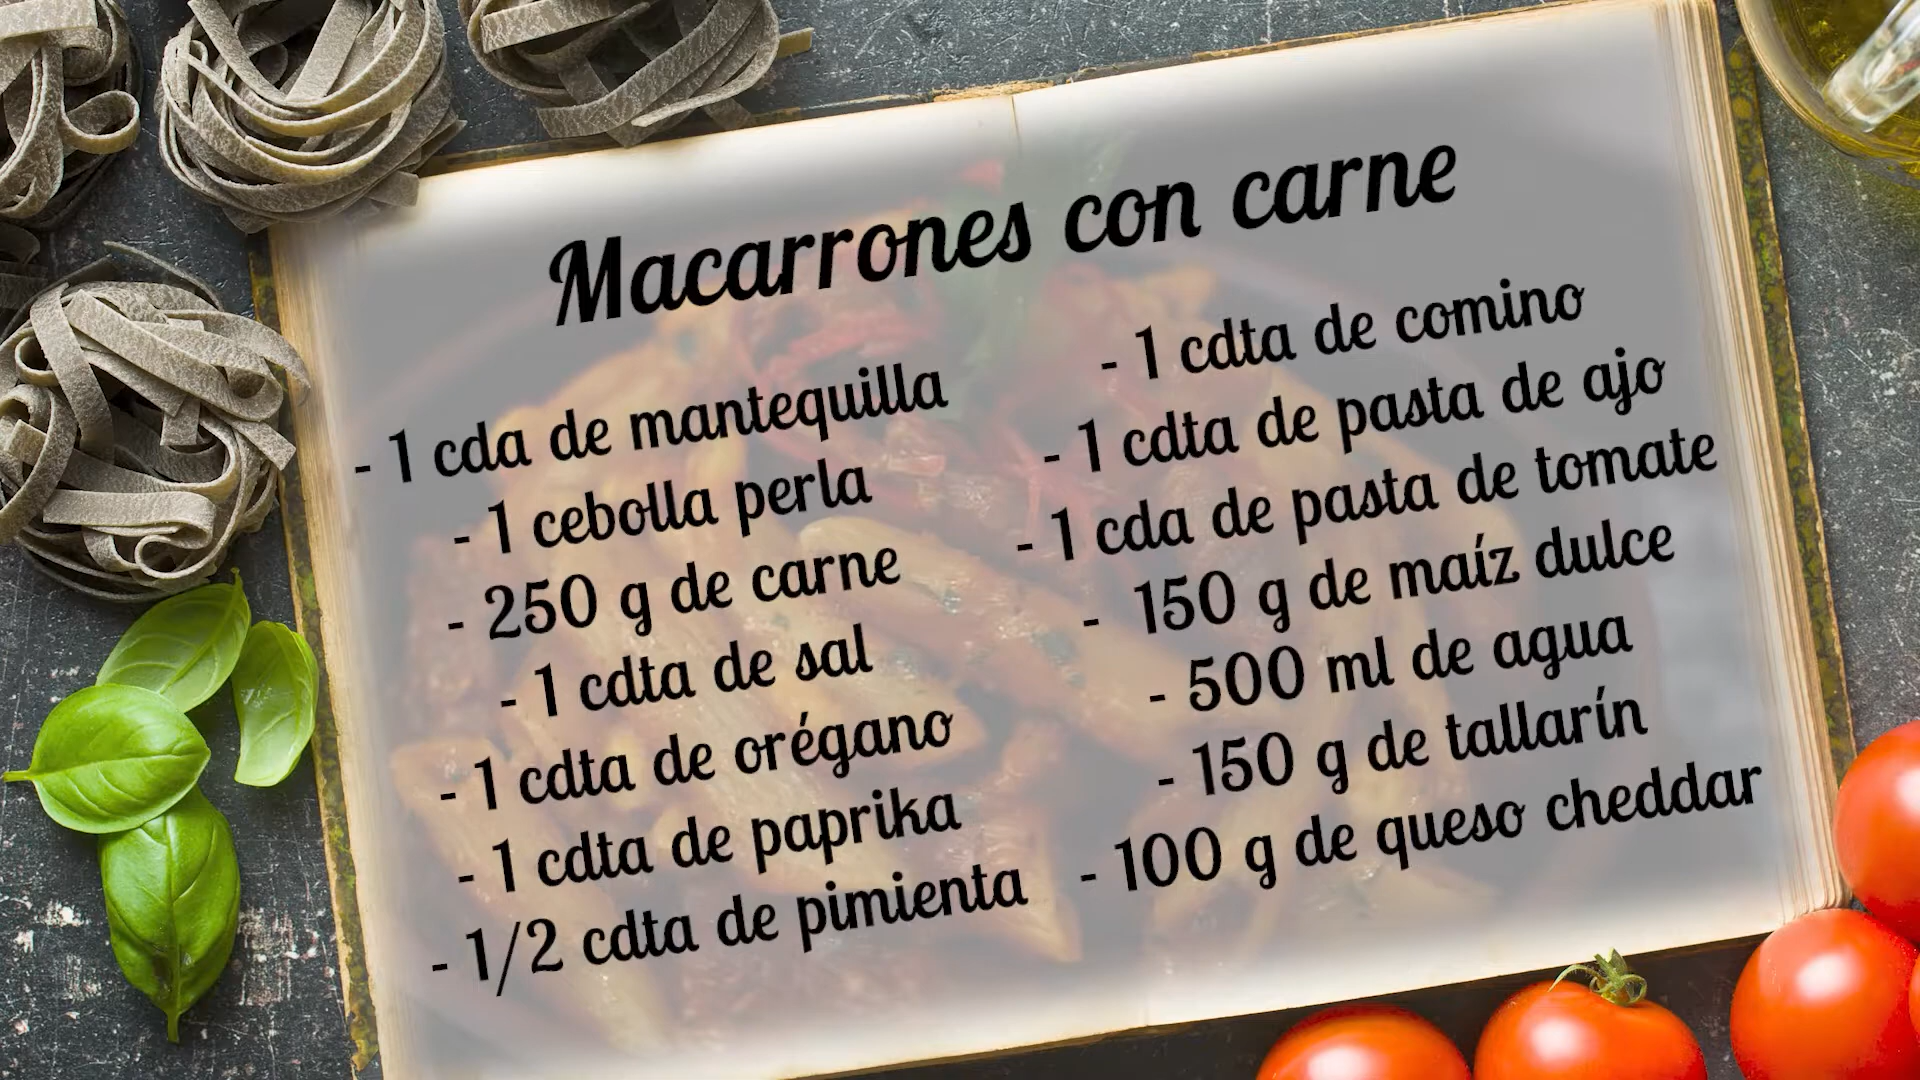 Macarrones con carne
- 1 cda de mantequilla
- 1 cebolla perla
- 250 g de carne
- 1 cdta de sal
- 1 cdta de orégano
- 1 cdta de paprika
- 1/2 cdta de pimienta
- 1 cdta de comino
- 1 cdta de pasta de ajo
- 1 cda de pasta de tomate
- 150 g de maíz dulce
- 500 ml de agua
- 150 g de tallarín
- 100 g de queso cheddar